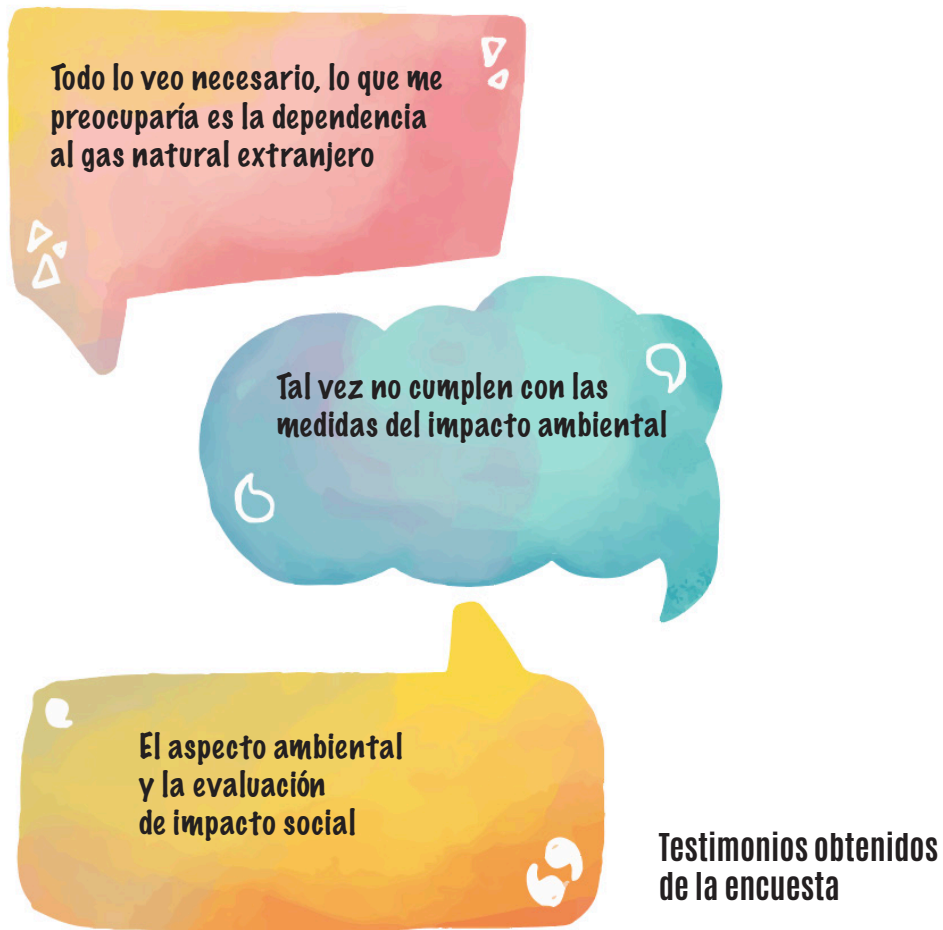 Todo lo veo necesario, lo que me
preocuparía es la dependencia
al gas natural extranjero
Tal vez no cumplen con las
medidas del impacto ambiental
El aspecto ambiental
y la evaluación
de impacto social
Testimonios obtenidos
de la encuesta